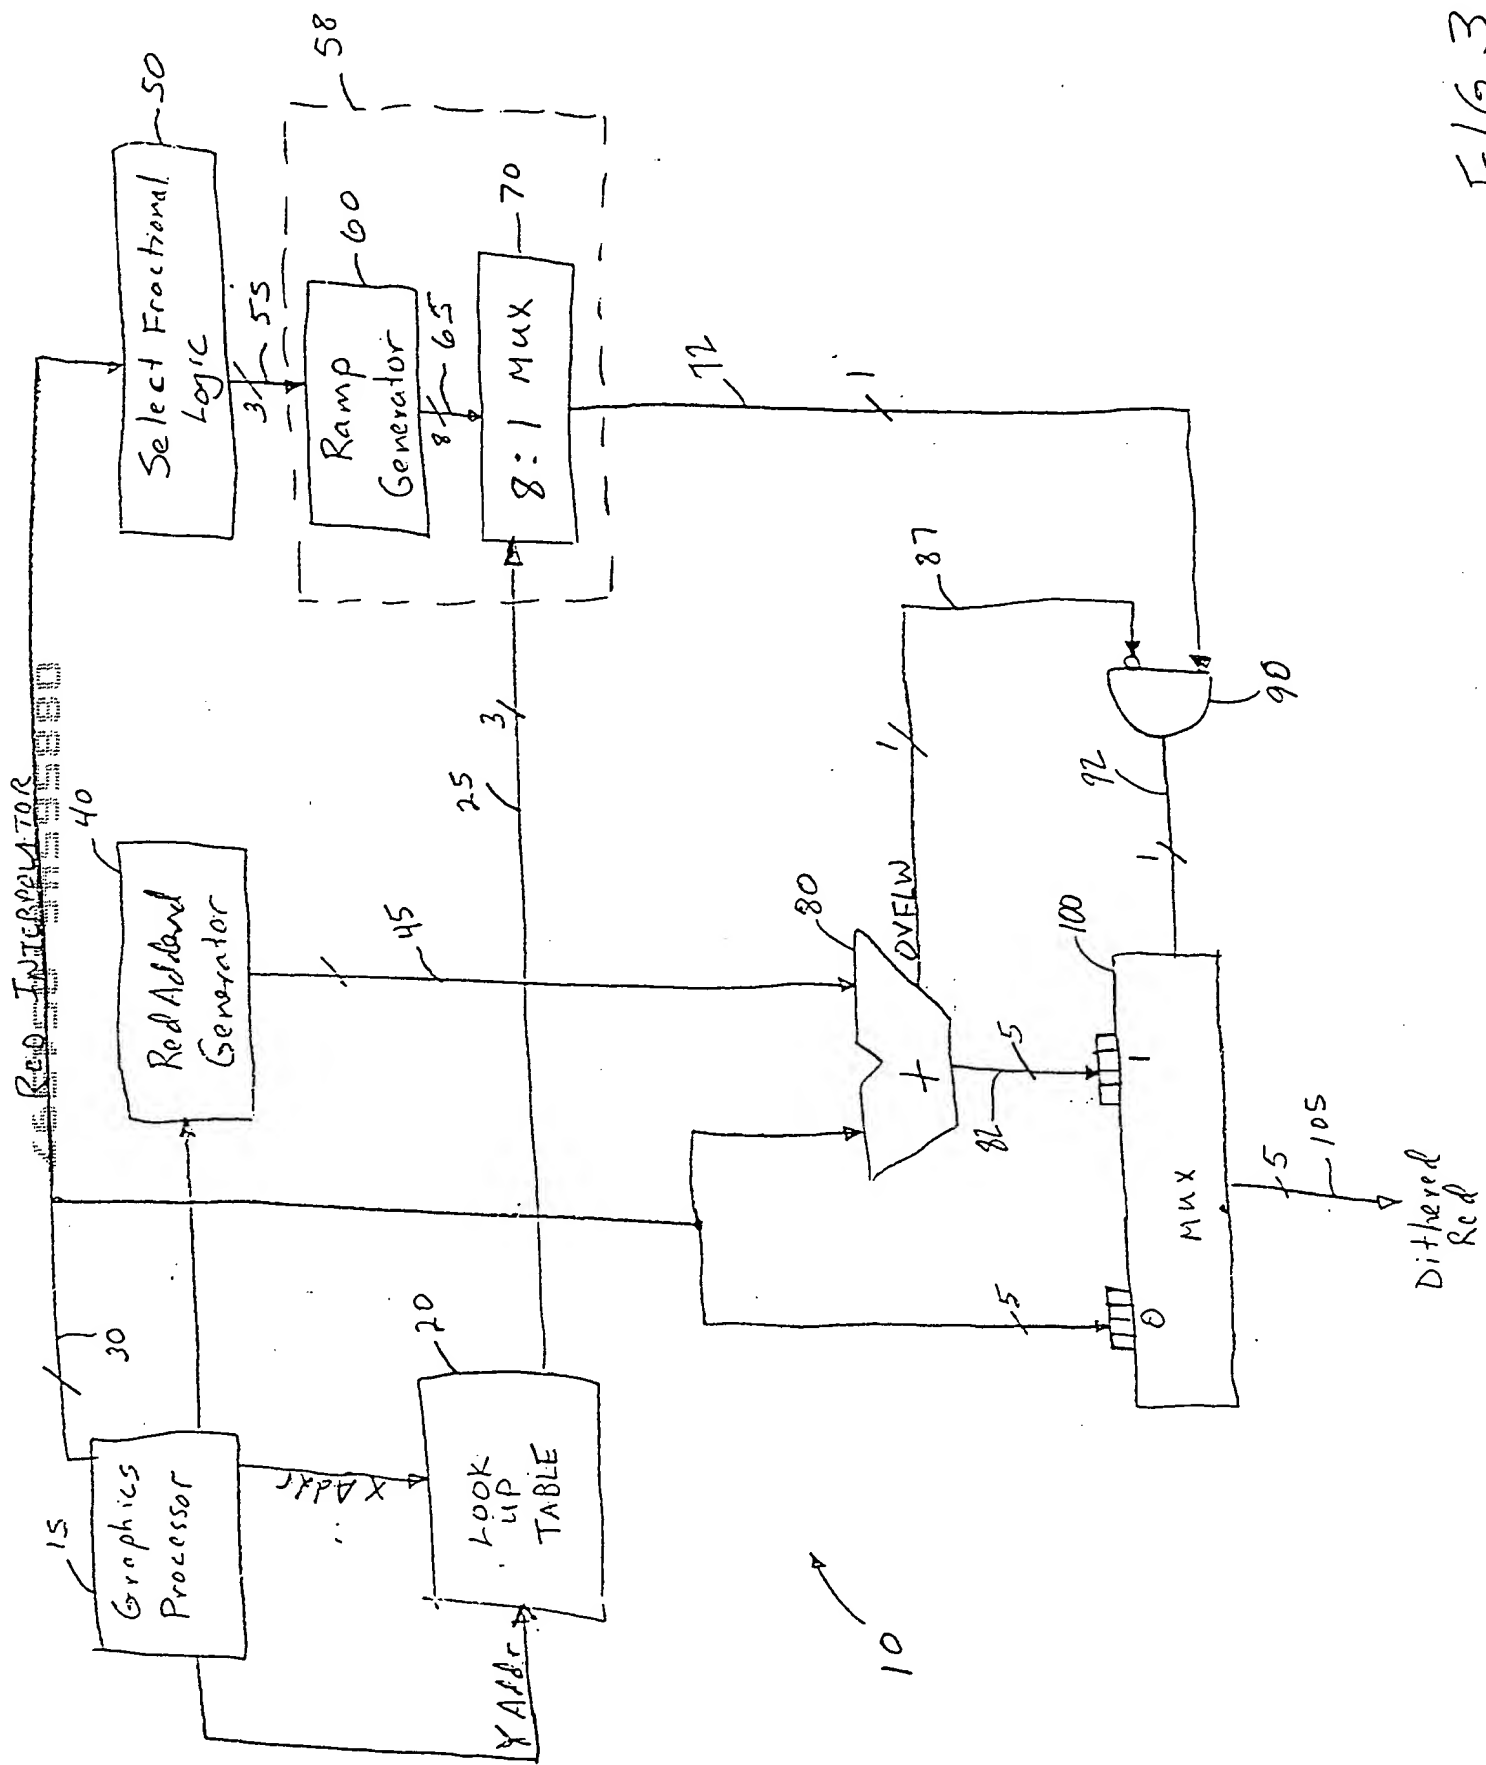 RED INTERPOLATOR
15
Graphics
Processor
30
X Addr
Y Addr
20
LOOK
UP
TABLE
40
Red Addend
Generator
45
25
3
50
Select Fractional
Logic
3
55
58
60
Ramp
Generator
8
65
70
8:1 MUX
72
1
80
+
OVFLW
1
87
82
5
5
90
92
1
100
0
1
MUX
5
105
Dithered
Red
10
FIG 3